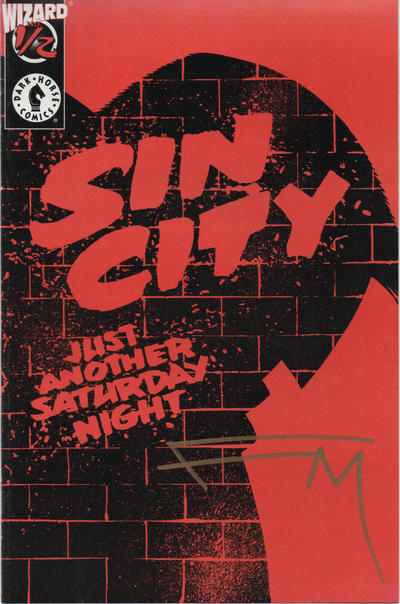 WIZARD
1/2
DARK HORSE
COMICS
®
SIN
CITY
JUST
ANOTHER
SATURDAY
NIGHT
FM